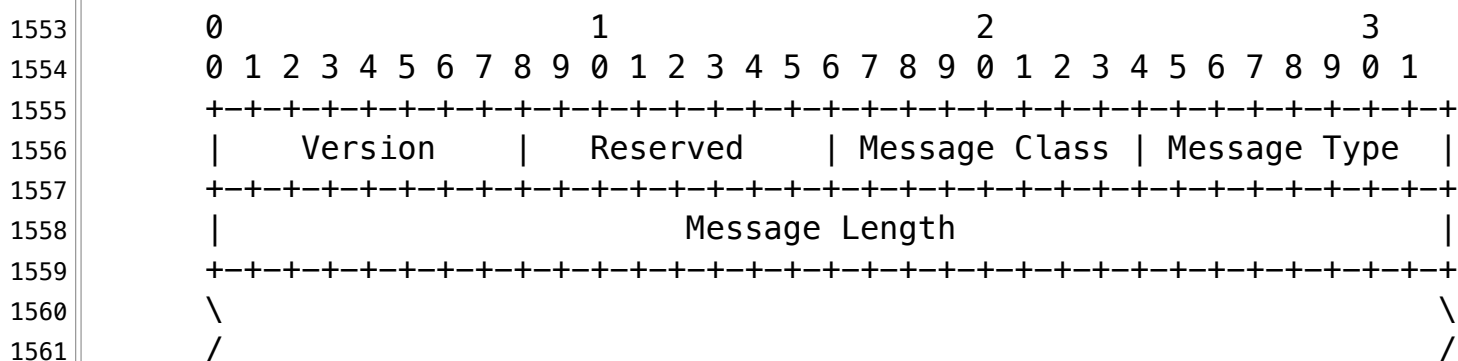 1553 0                   1                   2                   3
1554 0 1 2 3 4 5 6 7 8 9 0 1 2 3 4 5 6 7 8 9 0 1 2 3 4 5 6 7 8 9 0 1
1555 +-+-+-+-+-+-+-+-+-+-+-+-+-+-+-+-+-+-+-+-+-+-+-+-+-+-+-+-+-+-+-+-+
1556 |    Version    |   Reserved    | Message Class | Message Type  |
1557 +-+-+-+-+-+-+-+-+-+-+-+-+-+-+-+-+-+-+-+-+-+-+-+-+-+-+-+-+-+-+-+-+
1558 |                        Message Length                         |
1559 +-+-+-+-+-+-+-+-+-+-+-+-+-+-+-+-+-+-+-+-+-+-+-+-+-+-+-+-+-+-+-+-+
1560 \                                                               \
1561 /                                                               /